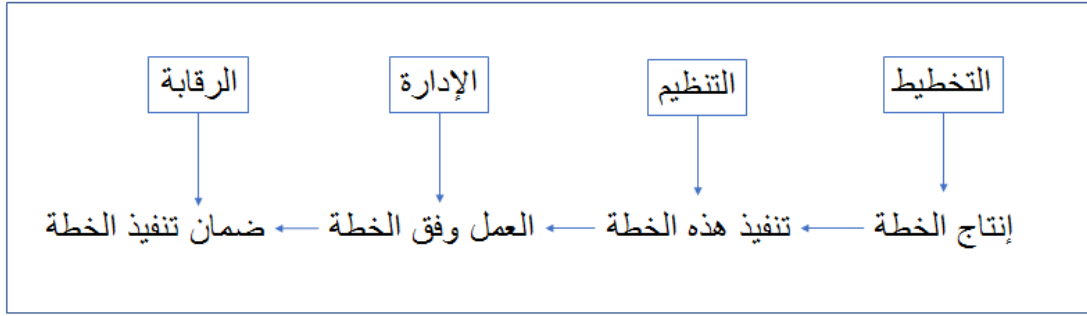 التخطيط
التنظيم
الإدارة
الرقابة
إنتاج الخطة
تنفيذ هذه الخطة
العمل وفق الخطة
ضمان تنفيذ الخطة